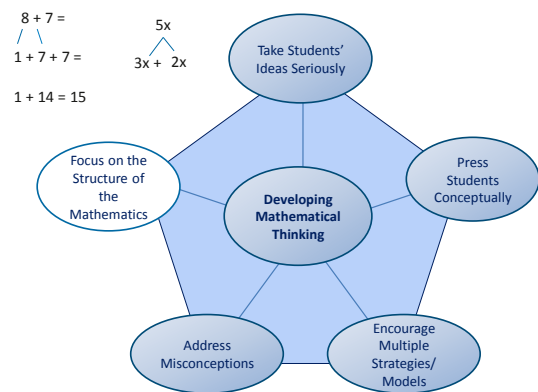 8 + 7 =
1 + 7 + 7 =
1 + 14 = 15
5x
3x + 2x
Take Students'
Ideas Seriously
Focus on the
Structure of
the
Mathematics
Press
Students
Conceptually
Developing
Mathematical
Thinking
Address
Misconceptions
Encourage
Multiple
Strategies/
Models